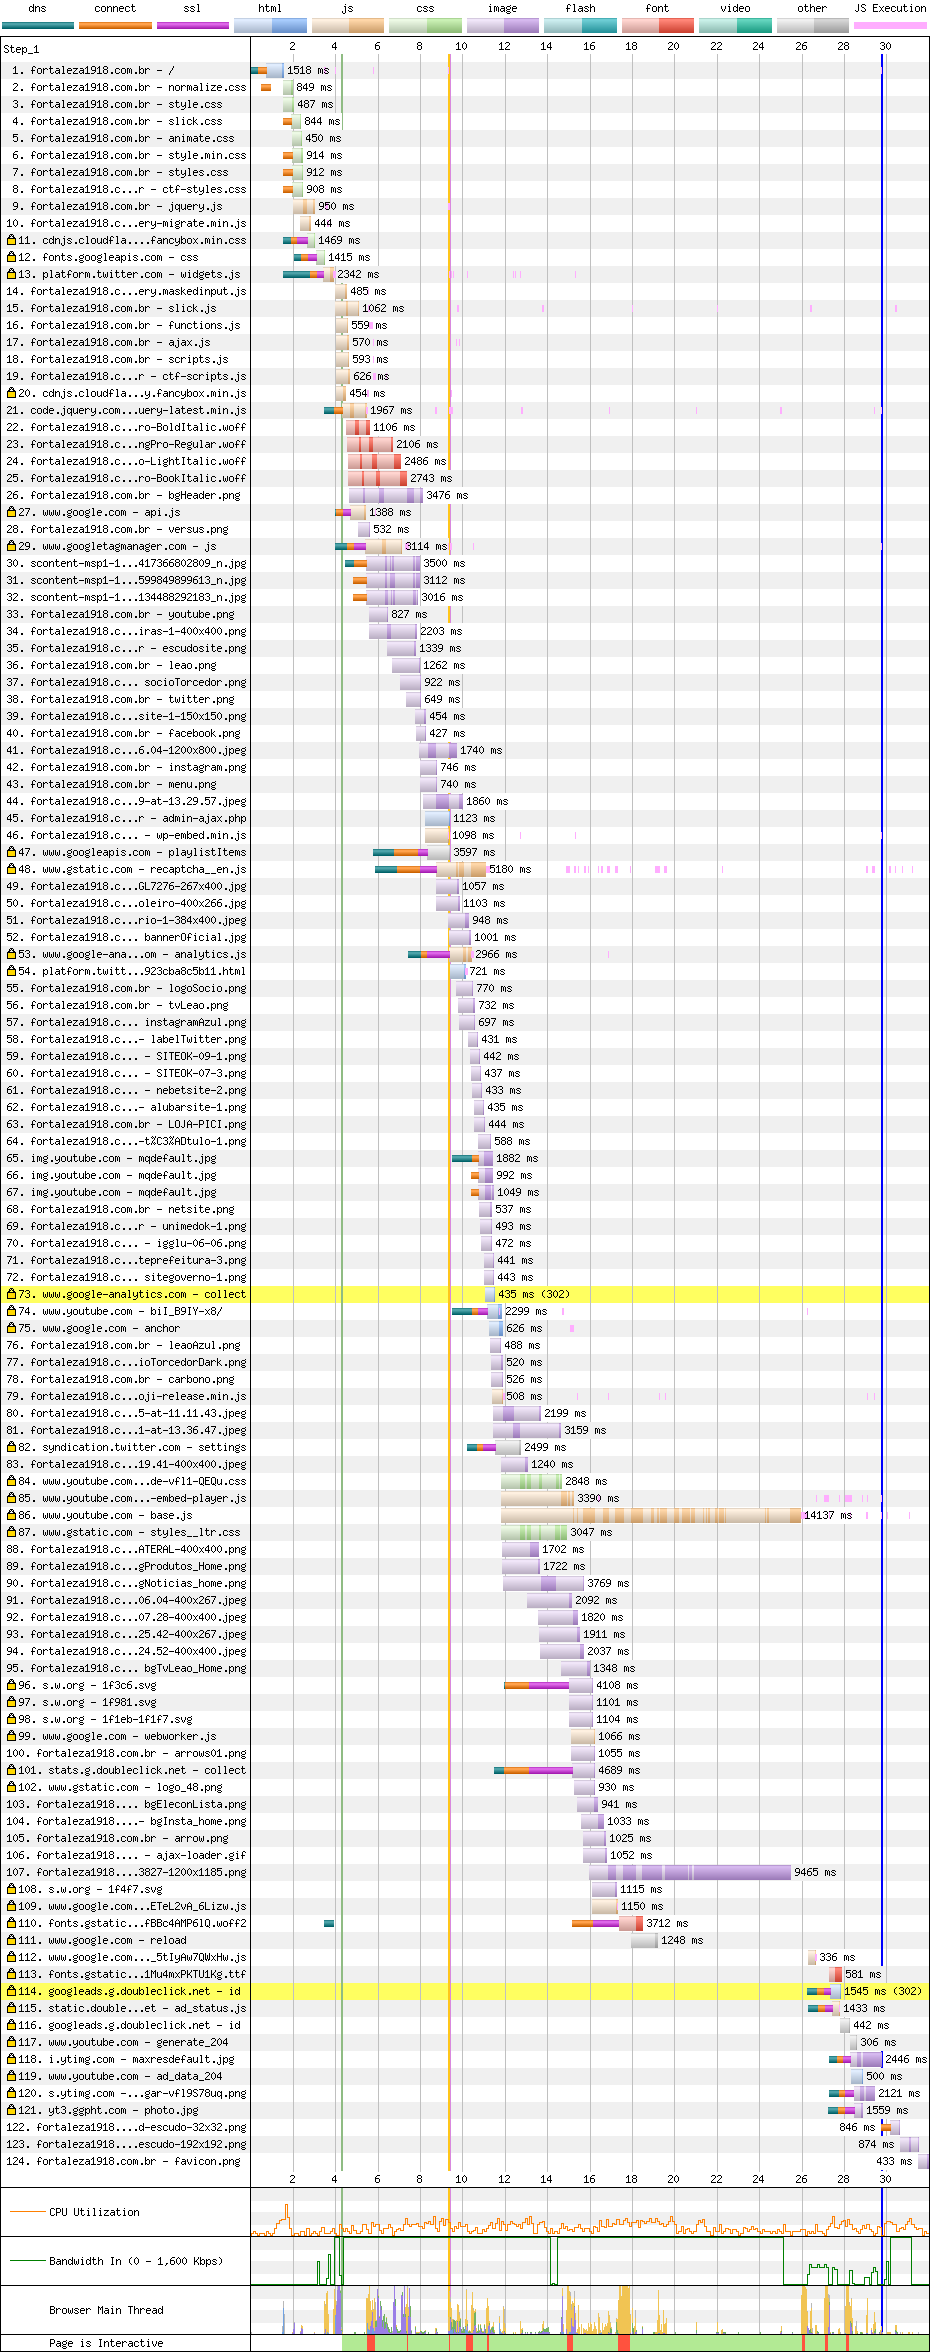 dns connect ssl html js css image flash font video other JS Execution
Step_1 2 4 6 8 10 12 14 16 18 20 22 24 26 28 30
1. fortaleza1918.com.br - / 1518 ms
2. fortaleza1918.com.br - normalize.css 849 ms
3. fortaleza1918.com.br - style.css 487 ms
4. fortaleza1918.com.br - slick.css 844 ms
5. fortaleza1918.com.br - animate.css 450 ms
6. fortaleza1918.com.br - style.min.css 914 ms
7. fortaleza1918.com.br - styles.css 912 ms
8. fortaleza1918.c...r - ctf-styles.css 908 ms
9. fortaleza1918.com.br - jquery.js 950 ms
10. fortaleza1918.c...ery-migrate.min.js 444 ms
11. cdnjs.cloudfla....fancybox.min.css 1469 ms
12. fonts.googleapis.com - css 1415 ms
13. platform.twitter.com - widgets.js 2342 ms
14. fortaleza1918.c...ery.maskedinput.js 485 ms
15. fortaleza1918.com.br - slick.js 1062 ms
16. fortaleza1918.com.br - functions.js 559 ms
17. fortaleza1918.com.br - ajax.js 570 ms
18. fortaleza1918.com.br - scripts.js 593 ms
19. fortaleza1918.c...r - ctf-scripts.js 626 ms
20. cdnjs.cloudfla...y.fancybox.min.js 454 ms
21. code.jquery.com...uery-latest.min.js 1967 ms
22. fortaleza1918.c...ro-BoldItalic.woff 1106 ms
23. fortaleza1918.c...ngPro-Regular.woff 2106 ms
24. fortaleza1918.c...o-LightItalic.woff 2486 ms
25. fortaleza1918.c...ro-BookItalic.woff 2743 ms
26. fortaleza1918.com.br - bgHeader.png 3476 ms
27. www.google.com - api.js 1388 ms
28. fortaleza1918.com.br - versus.png 532 ms
29. www.googletagmanager.com - js 3114 ms
30. scontent-msp1-1...417366802809_n.jpg 3500 ms
31. scontent-msp1-1...599849899613_n.jpg 3112 ms
32. scontent-msp1-1...134488292183_n.jpg 3016 ms
33. fortaleza1918.com.br - youtube.png 827 ms
34. fortaleza1918.c...iras-1-400x400.png 2203 ms
35. fortaleza1918.c...r - escudosite.png 1339 ms
36. fortaleza1918.com.br - leao.png 1262 ms
37. fortaleza1918.c... socioTorcedor.png 922 ms
38. fortaleza1918.com.br - twitter.png 649 ms
39. fortaleza1918.c...site-1-150x150.png 454 ms
40. fortaleza1918.com.br - facebook.png 427 ms
41. fortaleza1918.c...6.04-1200x800.jpeg 1740 ms
42. fortaleza1918.com.br - instagram.png 746 ms
43. fortaleza1918.com.br - menu.png 740 ms
44. fortaleza1918.c...9-at-13.29.57.jpeg 1860 ms
45. fortaleza1918.c...r - admin-ajax.php 1123 ms
46. fortaleza1918.c... - wp-embed.min.js 1098 ms
47. www.googleapis.com - playlistItems 3597 ms
48. www.gstatic.com - recaptcha__en.js 5180 ms
49. fortaleza1918.c...GL7276-267x400.jpg 1057 ms
50. fortaleza1918.c...oleiro-400x266.jpg 1103 ms
51. fortaleza1918.c...rio-1-384x400.jpeg 948 ms
52. fortaleza1918.c... bannerOficial.jpg 1001 ms
53. www.google-ana...om - analytics.js 2966 ms
54. platform.twitt...923cba8c5b11.html 721 ms
55. fortaleza1918.com.br - logoSocio.png 770 ms
56. fortaleza1918.com.br - tvLeao.png 732 ms
57. fortaleza1918.c... instagramAzul.png 697 ms
58. fortaleza1918.c...- labelTwitter.png 431 ms
59. fortaleza1918.c... - SITEOK-09-1.png 442 ms
60. fortaleza1918.c... - SITEOK-07-3.png 437 ms
61. fortaleza1918.c... - nebetsite-2.png 433 ms
62. fortaleza1918.c...- alubarsite-1.png 435 ms
63. fortaleza1918.com.br - LOJA-PICI.png 444 ms
64. fortaleza1918.c...-t%C3%ADtulo-1.png 588 ms
65. img.youtube.com - mqdefault.jpg 1882 ms
66. img.youtube.com - mqdefault.jpg 992 ms
67. img.youtube.com - mqdefault.jpg 1049 ms
68. fortaleza1918.com.br - netsite.png 537 ms
69. fortaleza1918.c...r - unimedok-1.png 493 ms
70. fortaleza1918.c... - igglu-06-06.png 472 ms
71. fortaleza1918.c...teprefeitura-3.png 441 ms
72. fortaleza1918.c... sitegoverno-1.png 443 ms
73. www.google-analytics.com - collect 435 ms (302)
74. www.youtube.com - biI_B9IY-x8/ 2299 ms
75. www.google.com - anchor 626 ms
76. fortaleza1918.com.br - leaoAzul.png 488 ms
77. fortaleza1918.c...ioTorcedorDark.png 520 ms
78. fortaleza1918.com.br - carbono.png 526 ms
79. fortaleza1918.c...oji-release.min.js 508 ms
80. fortaleza1918.c...5-at-11.11.43.jpeg 2199 ms
81. fortaleza1918.c...1-at-13.36.47.jpeg 3159 ms
82. syndication.twitter.com - settings 2499 ms
83. fortaleza1918.c...19.41-400x400.jpeg 1240 ms
84. www.youtube.com...de-vfl1-QEQu.css 2848 ms
85. www.youtube.com...-embed-player.js 3390 ms
86. www.youtube.com - base.js 14137 ms
87. www.gstatic.com - styles__ltr.css 3047 ms
88. fortaleza1918.c...ATERAL-400x400.png 1702 ms
89. fortaleza1918.c...gProdutos_Home.png 1722 ms
90. fortaleza1918.c...gNoticias_home.png 3769 ms
91. fortaleza1918.c...06.04-400x267.jpeg 2092 ms
92. fortaleza1918.c...07.28-400x400.jpeg 1820 ms
93. fortaleza1918.c...25.42-400x267.jpeg 1911 ms
94. fortaleza1918.c...24.52-400x400.jpeg 2037 ms
95. fortaleza1918.c... bgTvLeao_Home.png 1348 ms
96. s.w.org - 1f3c6.svg 4108 ms
97. s.w.org - 1f981.svg 1101 ms
98. s.w.org - 1f1eb-1f1f7.svg 1104 ms
99. www.google.com - webworker.js 1066 ms
100. fortaleza1918.com.br - arrows01.png 1055 ms
101. stats.g.doubleclick.net - collect 4689 ms
102. www.gstatic.com - logo_48.png 930 ms
103. fortaleza1918.... bgEleconLista.png 941 ms
104. fortaleza1918....- bgInsta_home.png 1033 ms
105. fortaleza1918.com.br - arrow.png 1025 ms
106. fortaleza1918.... - ajax-loader.gif 1052 ms
107. fortaleza1918....3827-1200x1185.png 9465 ms
108. s.w.org - 1f4f7.svg 1115 ms
109. www.google.com...ETeL2vA_6Lizw.js 1150 ms
110. fonts.gstatic...fBBc4AMP6lQ.woff2 3712 ms
111. www.google.com - reload 1248 ms
112. www.google.com..._5tIyAw7QWxHw.js 336 ms
113. fonts.gstatic...1Mu4mxPKTU1Kg.ttf 581 ms
114. googleads.g.doubleclick.net - id 1545 ms (302)
115. static.double...et - ad_status.js 1433 ms
116. googleads.g.doubleclick.net - id 442 ms
117. www.youtube.com - generate_204 306 ms
118. i.ytimg.com - maxresdefault.jpg 2446 ms
119. www.youtube.com - ad_data_204 500 ms
120. s.ytimg.com -...gar-vfl9S78uq.png 2121 ms
121. yt3.ggpht.com - photo.jpg 1559 ms
122. fortaleza1918....d-escudo-32x32.png 846 ms
123. fortaleza1918....escudo-192x192.png 874 ms
124. fortaleza1918.com.br - favicon.png 433 ms
2 4 6 8 10 12 14 16 18 20 22 24 26 28 30
CPU Utilization
Bandwidth In (0 - 1,600 Kbps)
Browser Main Thread
Page is Interactive